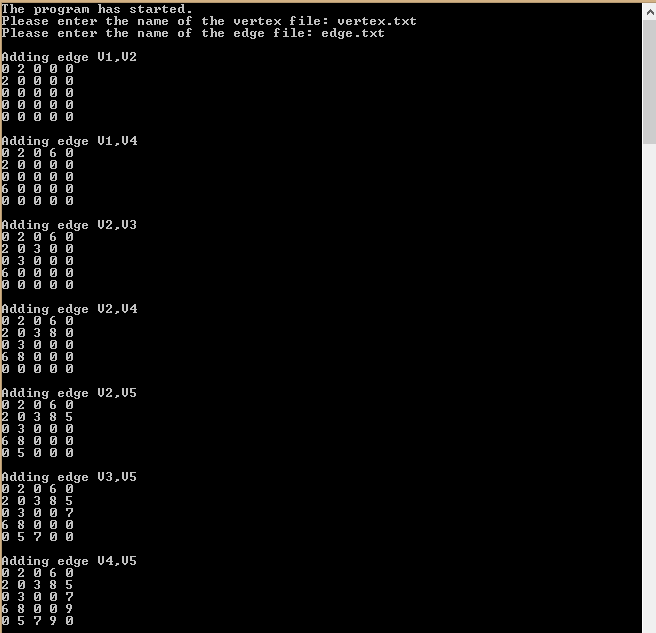 The program has started.
Please enter the name of the vertex file: vertex.txt
Please enter the name of the edge file: edge.txt
Adding edge V1,V2
0 2 0 0 0
2 0 0 0 0
0 0 0 0 0
0 0 0 0 0
0 0 0 0 0
Adding edge V1,V4
0 2 0 6 0
2 0 0 0 0
0 0 0 0 0
6 0 0 0 0
0 0 0 0 0
Adding edge V2,V3
0 2 0 6 0
2 0 3 0 0
0 3 0 0 0
6 0 0 0 0
0 0 0 0 0
Adding edge V2,V4
0 2 0 6 0
2 0 3 8 0
0 3 0 0 0
6 8 0 0 0
0 0 0 0 0
Adding edge V2,V5
0 2 0 6 0
2 0 3 8 5
0 3 0 0 0
6 8 0 0 0
0 5 0 0 0
Adding edge V3,V5
0 2 0 6 0
2 0 3 8 5
0 3 0 0 7
6 8 0 0 0
0 5 7 0 0
Adding edge V4,V5
0 2 0 6 0
2 0 3 8 5
0 3 0 0 7
6 8 0 0 9
0 5 7 9 0